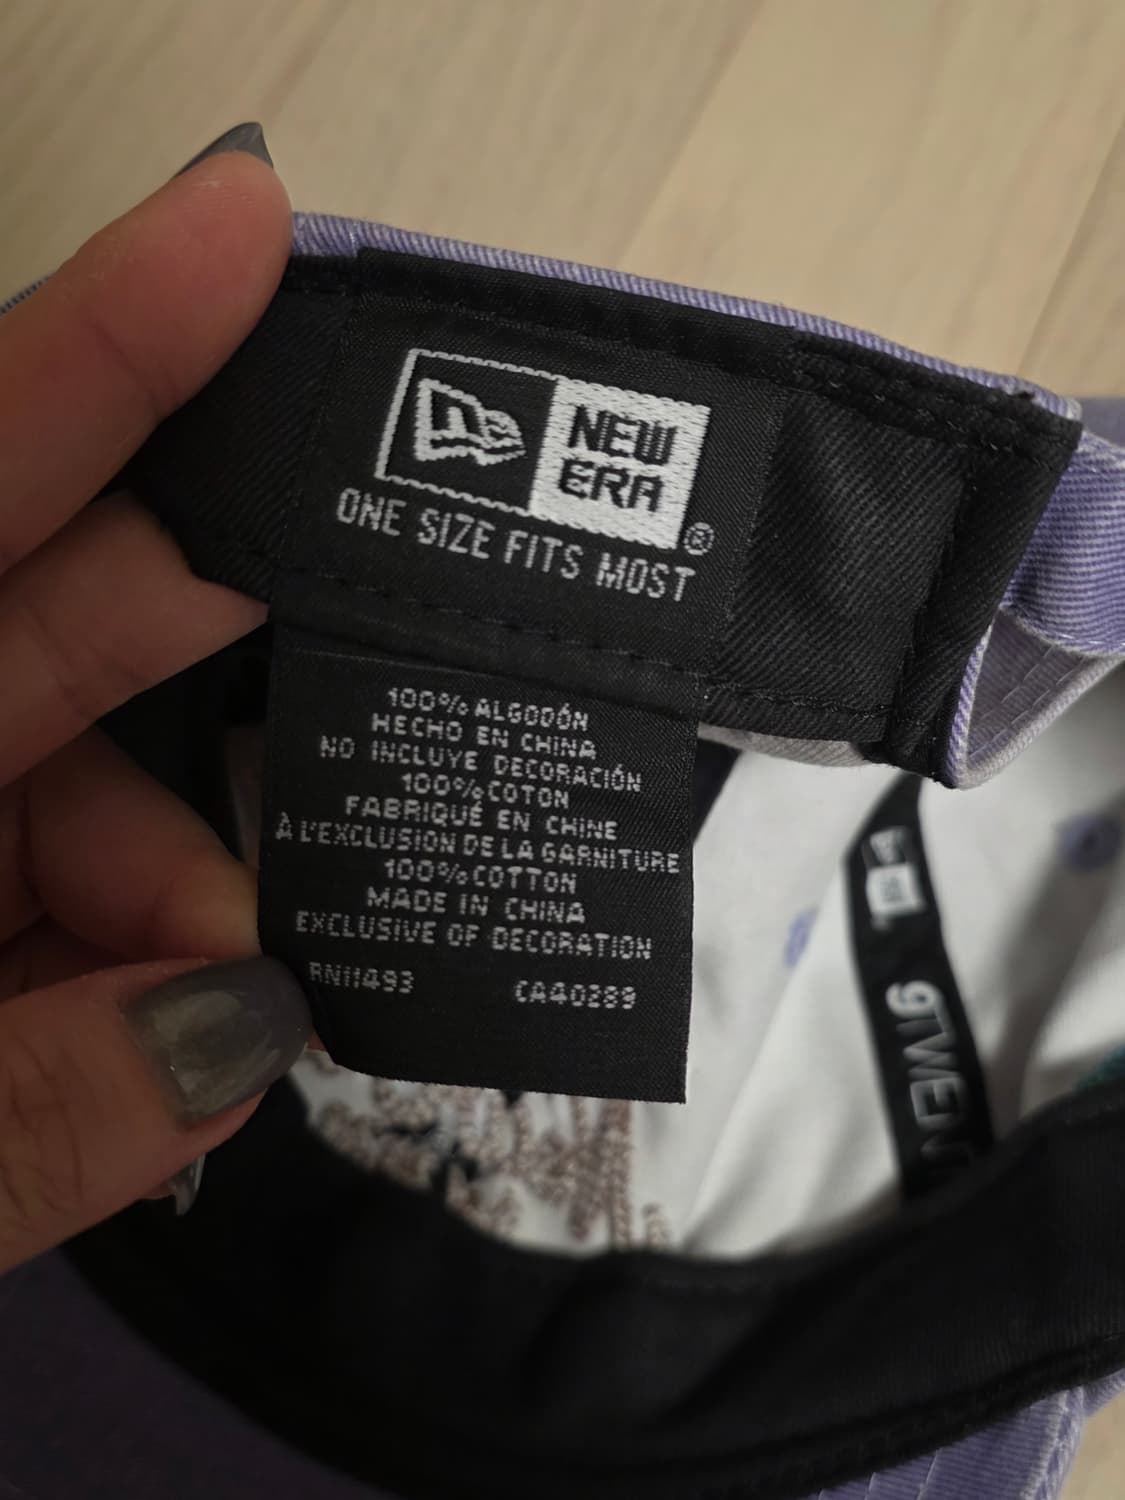 NE
NEW
ERA
®
ONE SIZE FITS MOST
100% ALGODÓN
HECHO EN CHINA
NO INCLUYE DECORACIÓN
100% COTON
FABRIQUÉ EN CHINE
À L'EXCLUSION DE LA GARNITURE
100% COTTON
MADE IN CHINA
EXCLUSIVE OF DECORATION
RN11493 CA40289
9TWEN